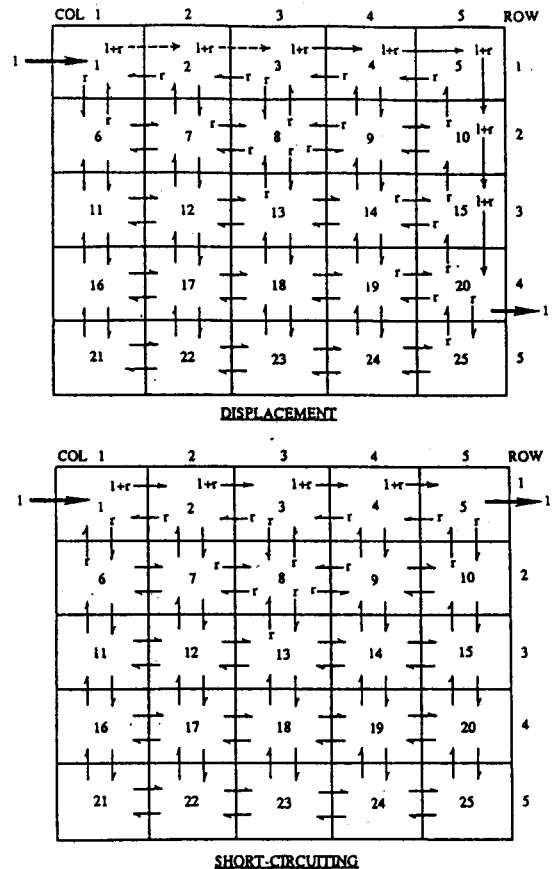 COL 1 2 3 4 5 ROW
1+r 1+r 1+r 1+r 1+r
1 1 2 3 4 5 1
r r r r
r r r r
r r r 1+r
6 7 8 9 10 2
r r r r
r r r 1+r
11 12 13 14 15 3
r r
r 4
16 17 18 19 20
r r 1
r
21 22 23 24 25 5
DISPLACEMENT
COL 1 2 3 4 5 ROW
1+r 1+r 1+r 1+r 1
1 1 2 3 4 5 1
r r r r
r r r r
r r r r r
6 7 8 9 10 2
r r r
r
11 12 13 14 15 3
16 17 18 19 20 4
21 22 23 24 25 5
SHORT-CIRCUITING